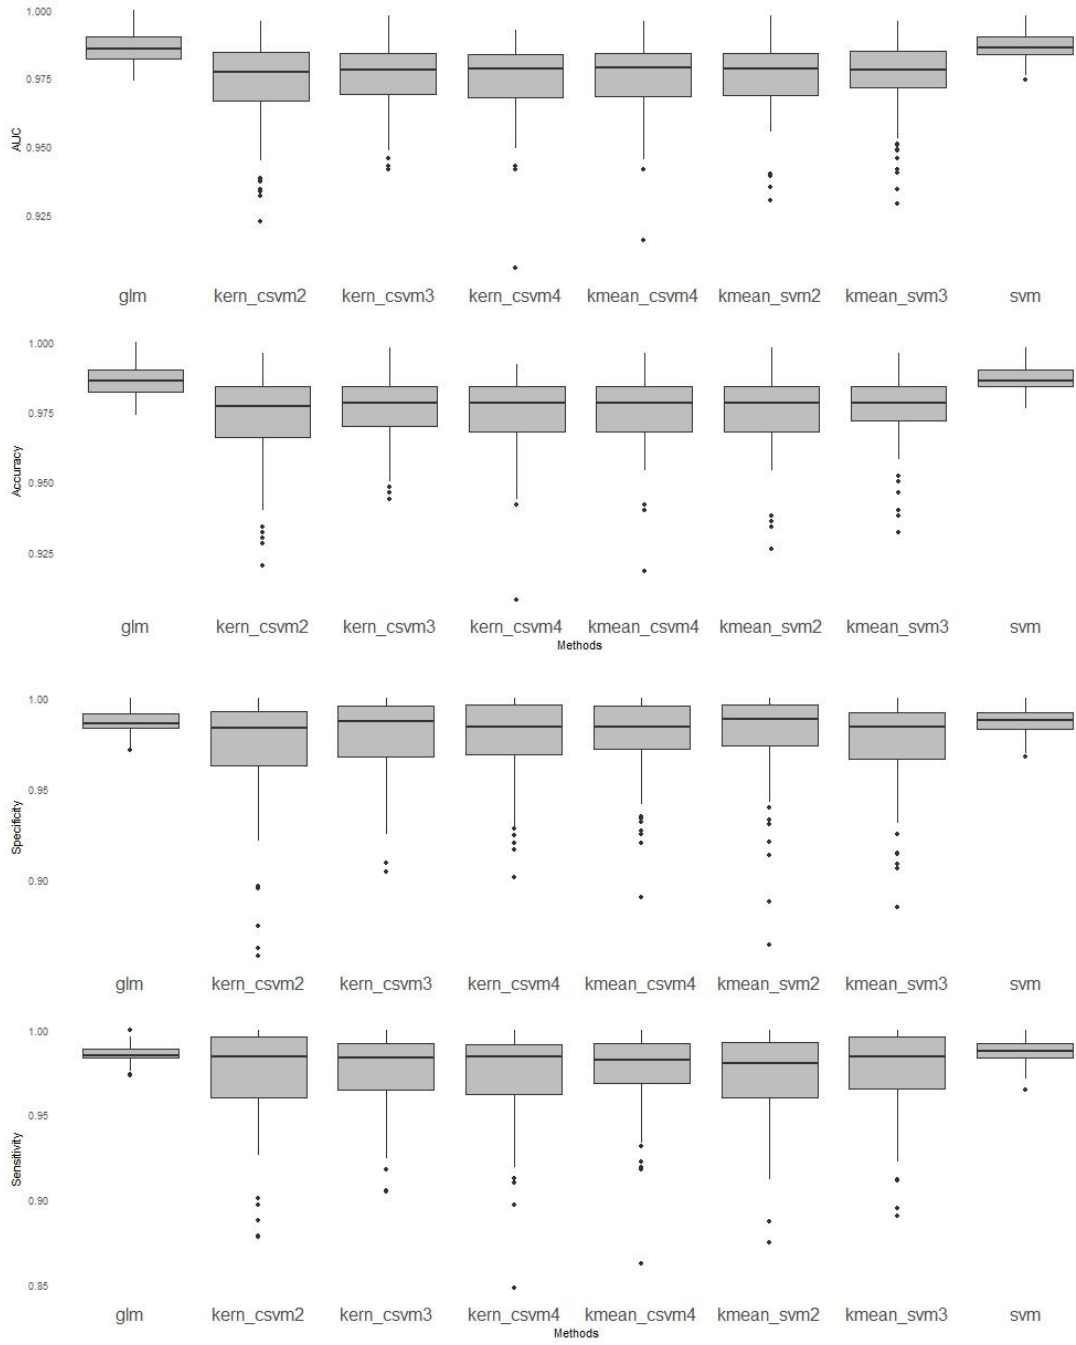 1.000
0.975
0.950
0.925
AUC
glm kern_csvm2 kern_csvm3 kern_csvm4 kmean_csvm4 kmean_svm2 kmean_svm3 svm
1.000
0.975
0.950
0.925
Accuracy
glm kern_csvm2 kern_csvm3 kern_csvm4 kmean_csvm4 kmean_svm2 kmean_svm3 svm
Methods
1.00
0.95
0.90
Specificity
glm kern_csvm2 kern_csvm3 kern_csvm4 kmean_csvm4 kmean_svm2 kmean_svm3 svm
1.00
0.95
0.90
0.85
Sensitivity
glm kern_csvm2 kern_csvm3 kern_csvm4 kmean_csvm4 kmean_svm2 kmean_svm3 svm
Methods